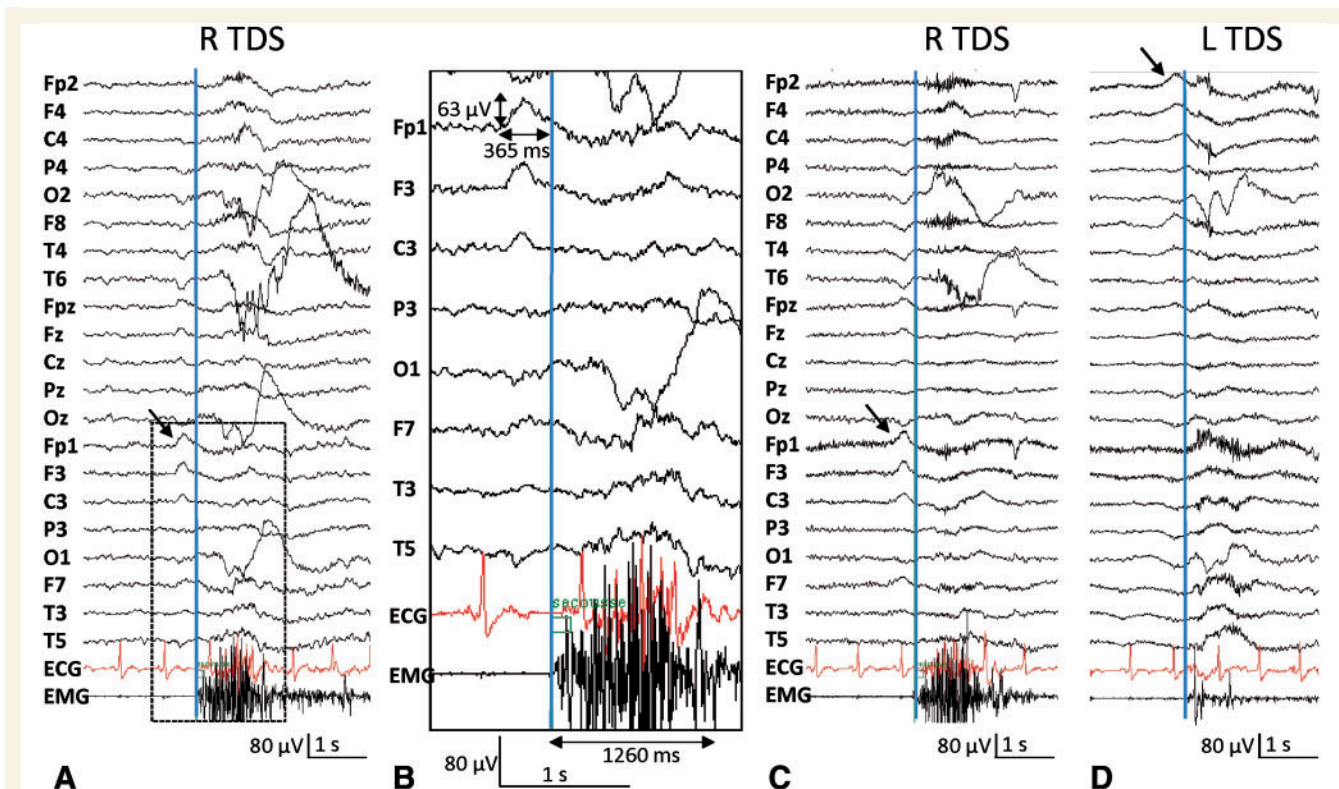 R TDS
Fp2
F4
C4
P4
O2
F8
T4
T6
Fpz
Fz
Cz
Pz
Oz
Fp1
F3
C3
P3
O1
F7
T3
T5
ECG
EMG
80 µV 1 s
A
63 µV
Fp1
365 ms
F3
C3
P3
O1
F7
T3
T5
secousse
ECG
EMG
1260 ms
80 µV
1 s
B
R TDS
Fp2
F4
C4
P4
O2
F8
T4
T6
Fpz
Fz
Cz
Pz
Oz
Fp1
F3
C3
P3
O1
F7
T3
T5
ECG
EMG
80 µV 1 s
C
L TDS
80 µV 1 s
D